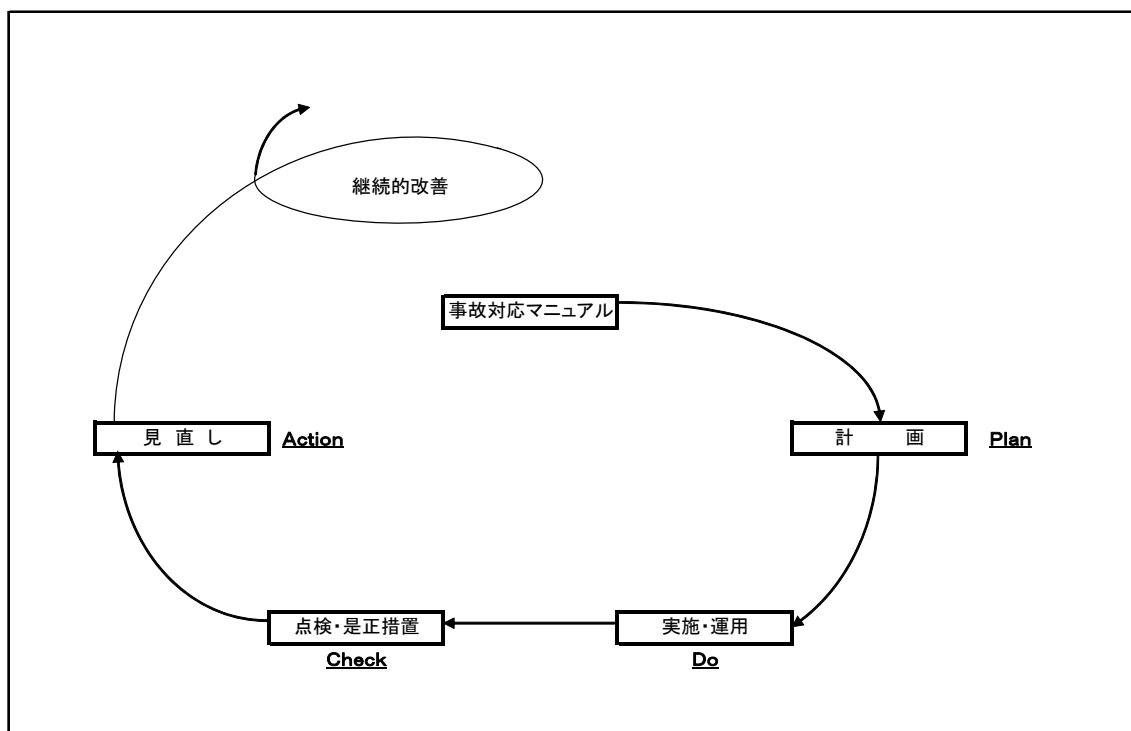 継続的改善
事故対応マニュアル
見 直 し
Action
計　　画
Plan
点検・是正措置
実施・運用
Check
Do